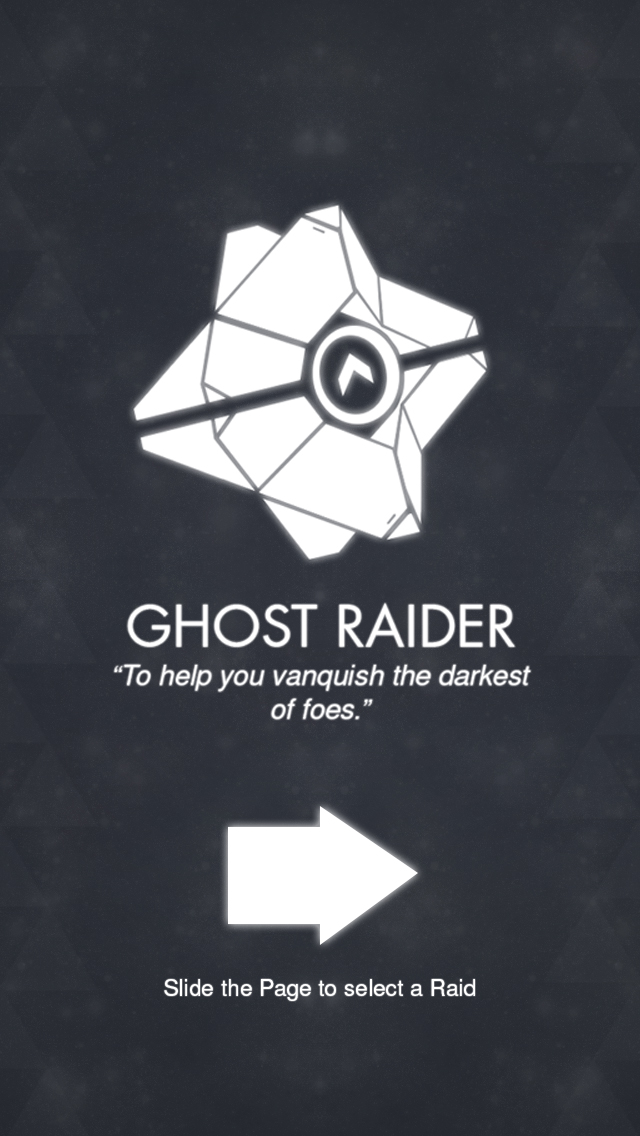 GHOST RAIDER
“To help you vanquish the darkest
of foes.”
Slide the Page to select a Raid